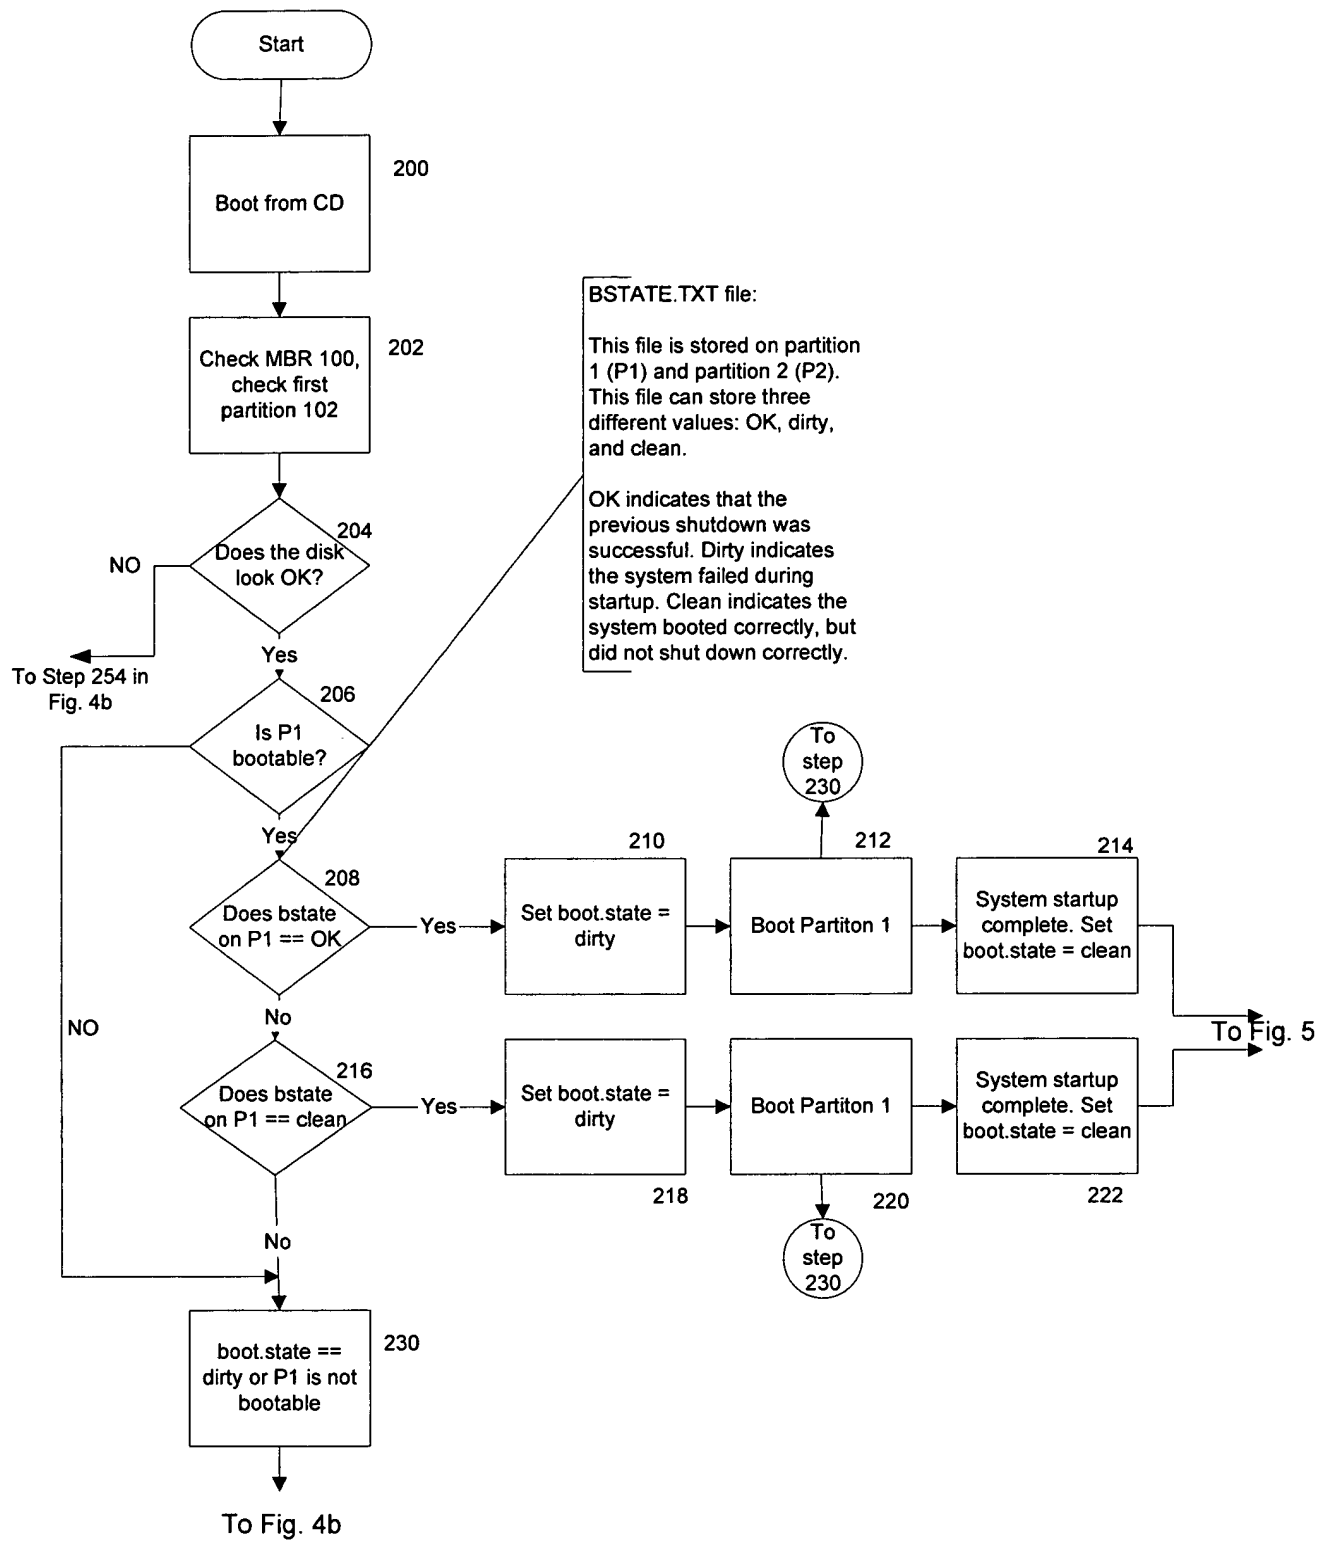 Start
200
Boot from CD
202
Check MBR 100,
check first
partition 102
BSTATE.TXT file:
This file is stored on partition
1 (P1) and partition 2 (P2).
This file can store three
different values: OK, dirty,
and clean.
OK indicates that the
previous shutdown was
successful. Dirty indicates
the system failed during
startup. Clean indicates the
system booted correctly, but
did not shut down correctly.
204
Does the disk
look OK?
NO
To Step 254 in
Fig. 4b
Yes
206
Is P1
bootable?
NO
Yes
208
Does bstate
on P1 == OK
Yes
210
Set boot.state =
dirty
212
Boot Partiton 1
To
step
230
214
System startup
complete. Set
boot.state = clean
To Fig. 5
No
216
Does bstate
on P1 == clean
Yes
Set boot.state =
dirty
218
Boot Partiton 1
220
To
step
230
System startup
complete. Set
boot.state = clean
222
No
230
boot.state ==
dirty or P1 is not
bootable
To Fig. 4b